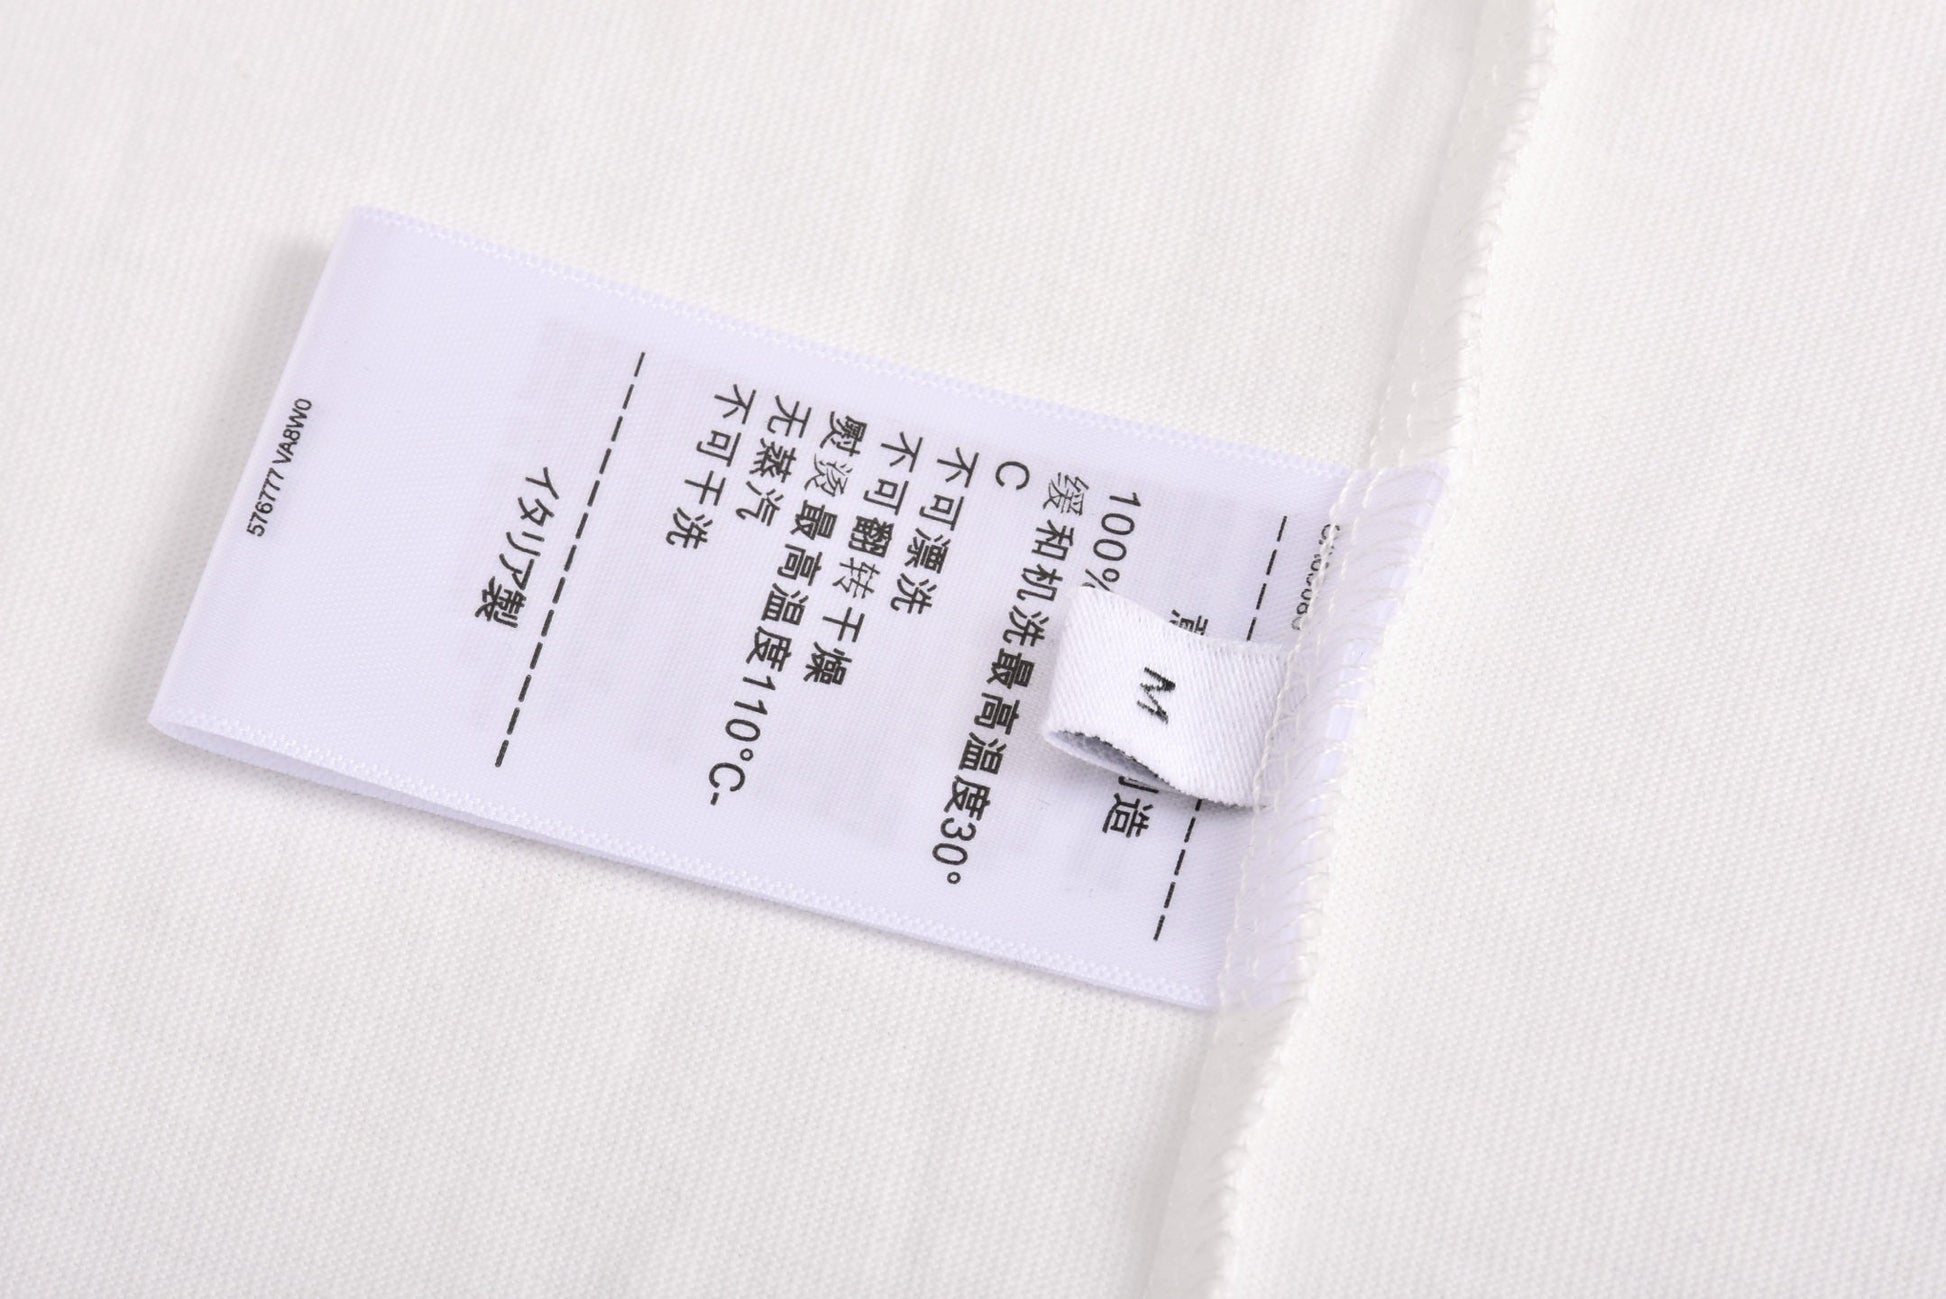 M
100%
缓和机洗最高温度30°
C
不可漂洗
不可翻转干燥
熨烫最高温度110°C-
无蒸汽
不可干洗
イタリア製
576777 VA8W0